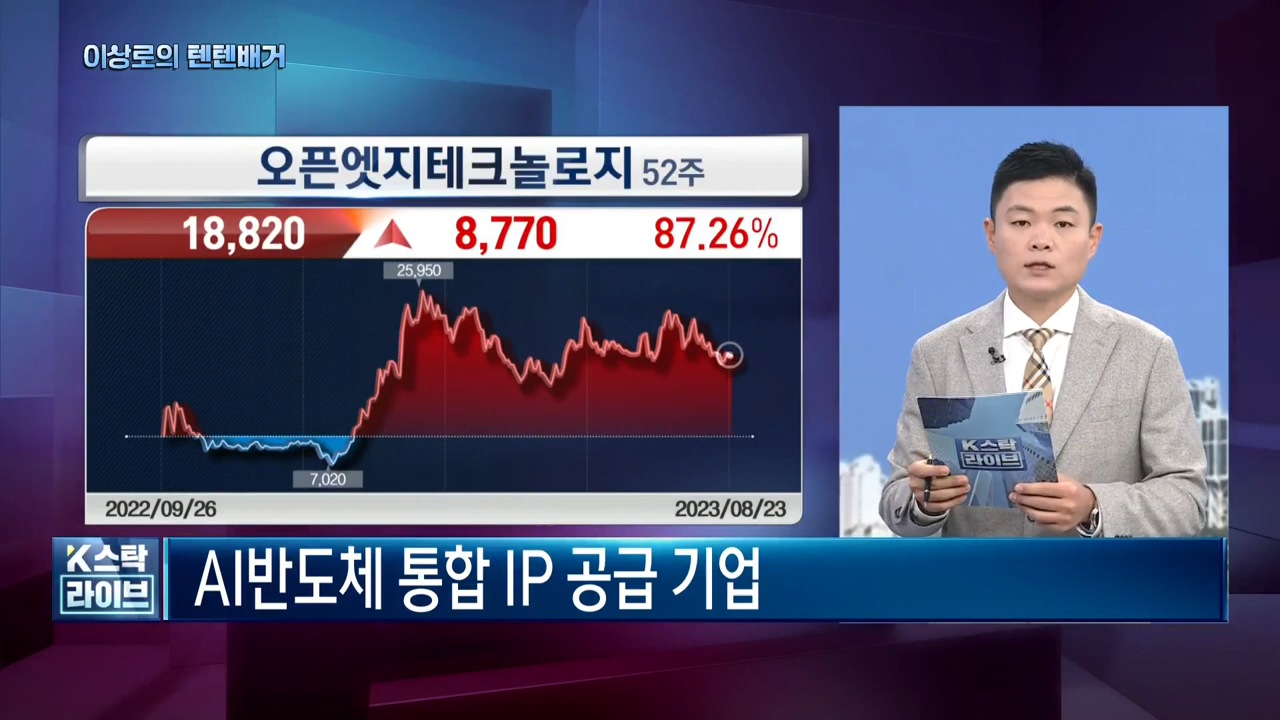 이상로의 텐텐배거
오픈엣지테크놀로지 52주
18,820 ▲ 8,770 87.26%
25,950
7,020
2022/09/26 2023/08/23
K스탁
라이브
K스탁
라이브
AI반도체 통합 IP 공급 기업